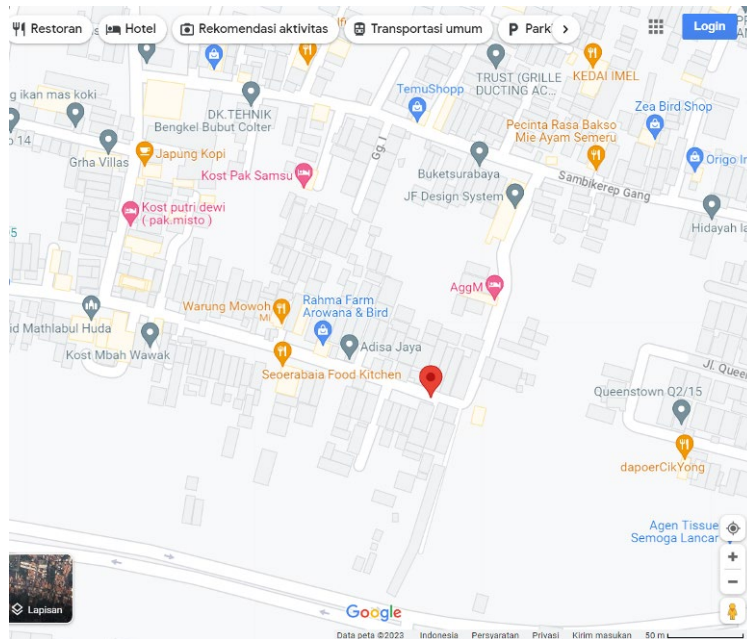 Restoran
Hotel
Rekomendasi aktivitas
Transportasi umum
Park
Login
TRUST (GRILLE
DUCTING AC...
KEDAI IMEL
g ikan mas koki
TemuShopp
DK.TEHNIK
Bengkel Bubut Colter
Zea Bird Shop
o 14
Grha Villas
Japung Kopi
Gg. I
Pecinta Rasa Bakso
Mie Ayam Semeru
Kost Pak Samsu
Buketsurabaya
JF Design System
Sambikerep Gang
Origo In
Kost putri dewi
( pak.misto )
Hidayah la
AggM
Warung Mowoh
Mi
Rahma Farm
Arowana & Bird
id Mathlabul Huda
Kost Mbah Wawak
Adisa Jaya
Seoerabaia Food Kitchen
Jl. Quee
Queenstown Q2/15
dapoerCikYong
Agen Tissue
Semoga Lancar
Lapisan
Google
Data peta ©2023 Indonesia Persyaratan Privasi Kirim masukan 50 m